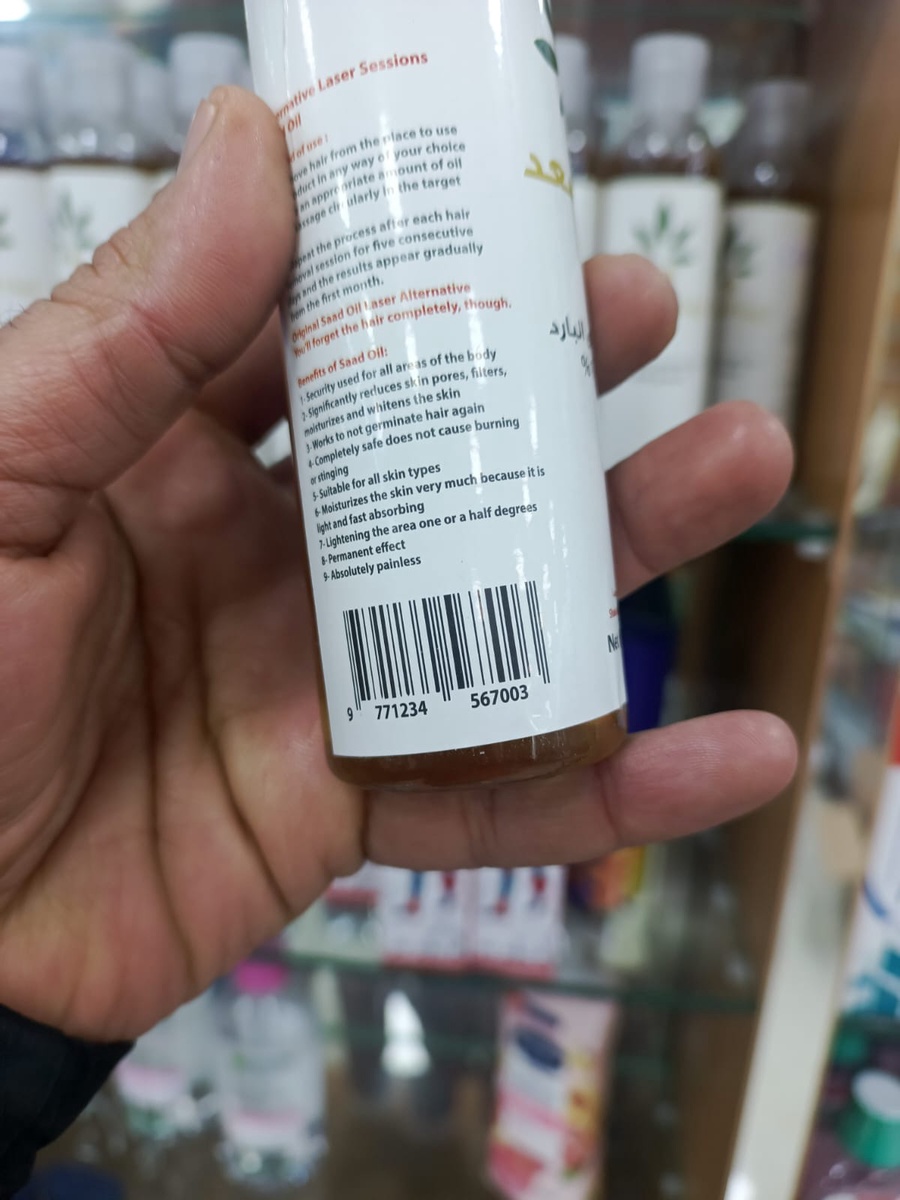 Laser Sessions
Oil
of use :
hair from the place to use
in any way of your choice
an appropriate amount of oil
circularly in the target
the process after each hair
session for five consecutive
and the results appear gradually
from the first month.
Original Saad Oil Laser Alternative
You'll forget the hair completely, though.
Benefits of Saad Oil:
1- Security used for all areas of the body
2- Significantly reduces skin pores, filters,
moisturizes and whitens the skin
3- Works to not germinate hair again
4- Completely safe does not cause burning
or stinging
5- Suitable for all skin types
6- Moisturizes the skin very much because it is
light and fast absorbing
7- Lightening the area one or a half degrees
8- Permanent effect
9- Absolutely painless
9 771234 567003
البارد
%